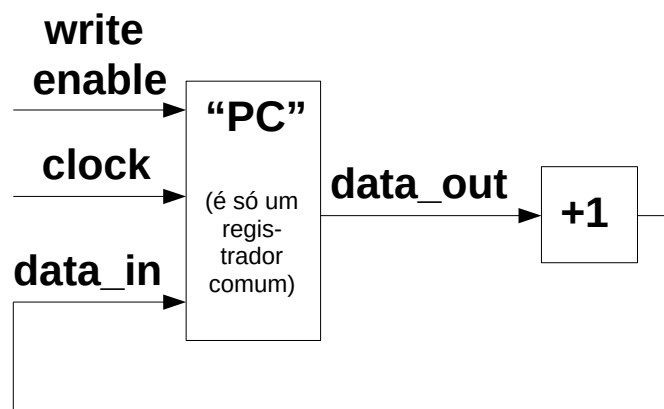 write
enable
clock
data_in
“PC”
(é só um
regis-
trador
comum)
data_out
+1